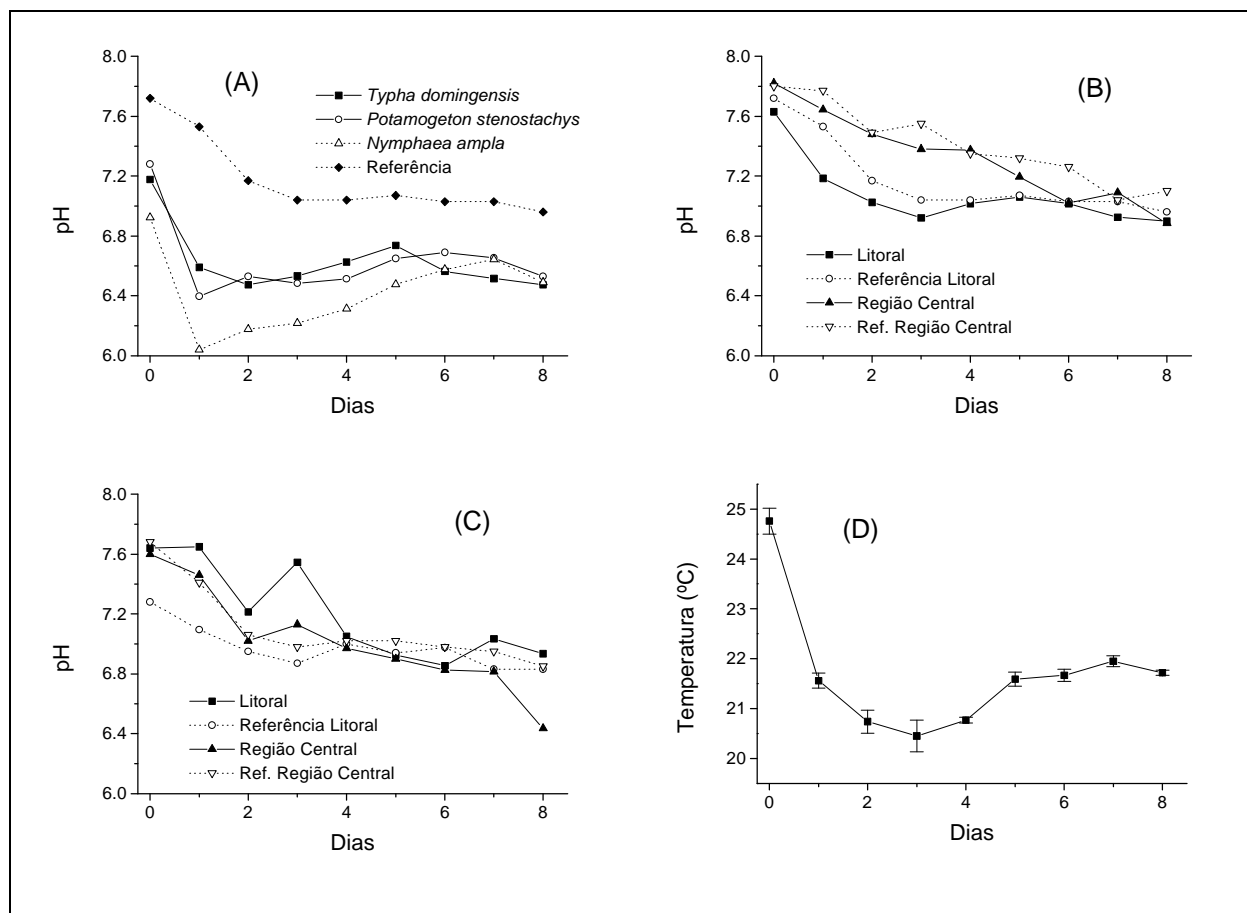 (A)
Typha domingensis
Potamogeton stenostachys
Nymphaea ampla
Referência
8.0
7.6
7.2
6.8
6.4
6.0
pH
0 2 4 6 8
Dias
(B)
8.0
7.6
7.2
6.8
6.4
6.0
pH
Litoral
Referência Litoral
Região Central
Ref. Região Central
0 2 4 6 8
Dias
(C)
8.0
7.6
7.2
6.8
6.4
6.0
pH
Litoral
Referência Litoral
Região Central
Ref. Região Central
0 2 4 6 8
Dias
(D)
25
24
23
22
21
20
Temperatura (ºC)
0 2 4 6 8
Dias